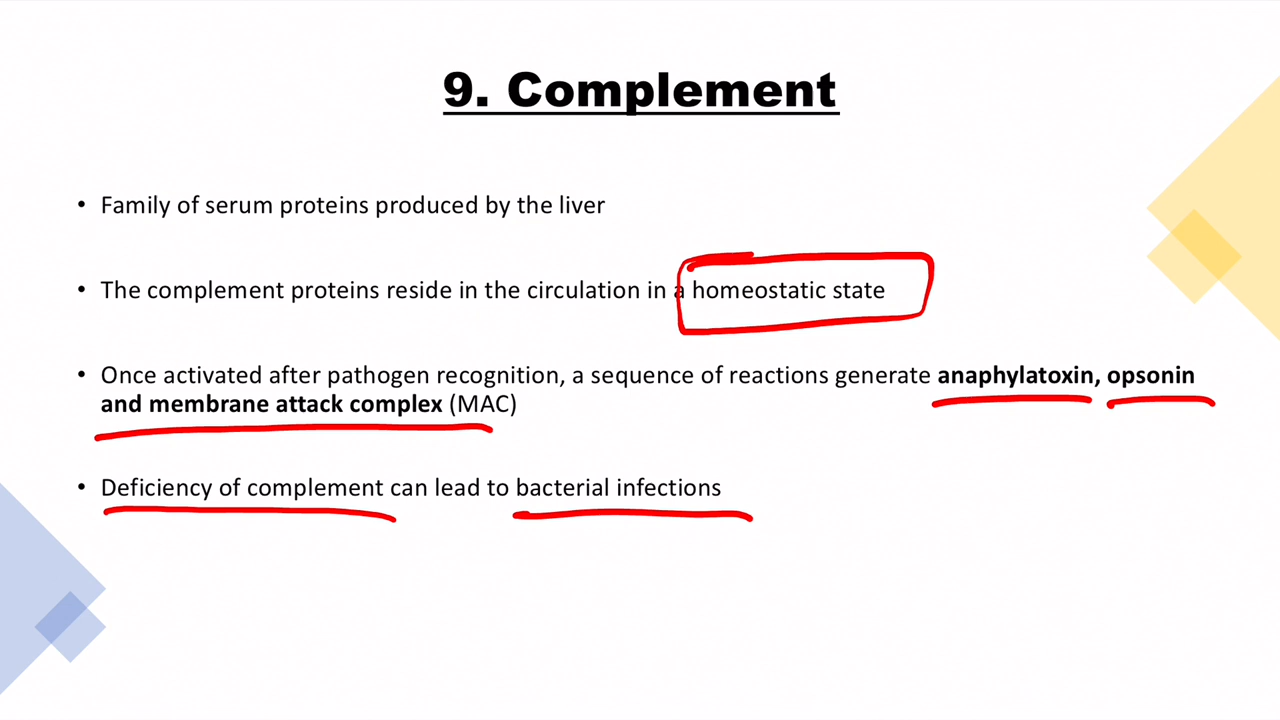 9. Complement
• Family of serum proteins produced by the liver
• The complement proteins reside in the circulation in a homeostatic state
• Once activated after pathogen recognition, a sequence of reactions generate anaphylatoxin, opsonin
and membrane attack complex (MAC)
• Deficiency of complement can lead to bacterial infections